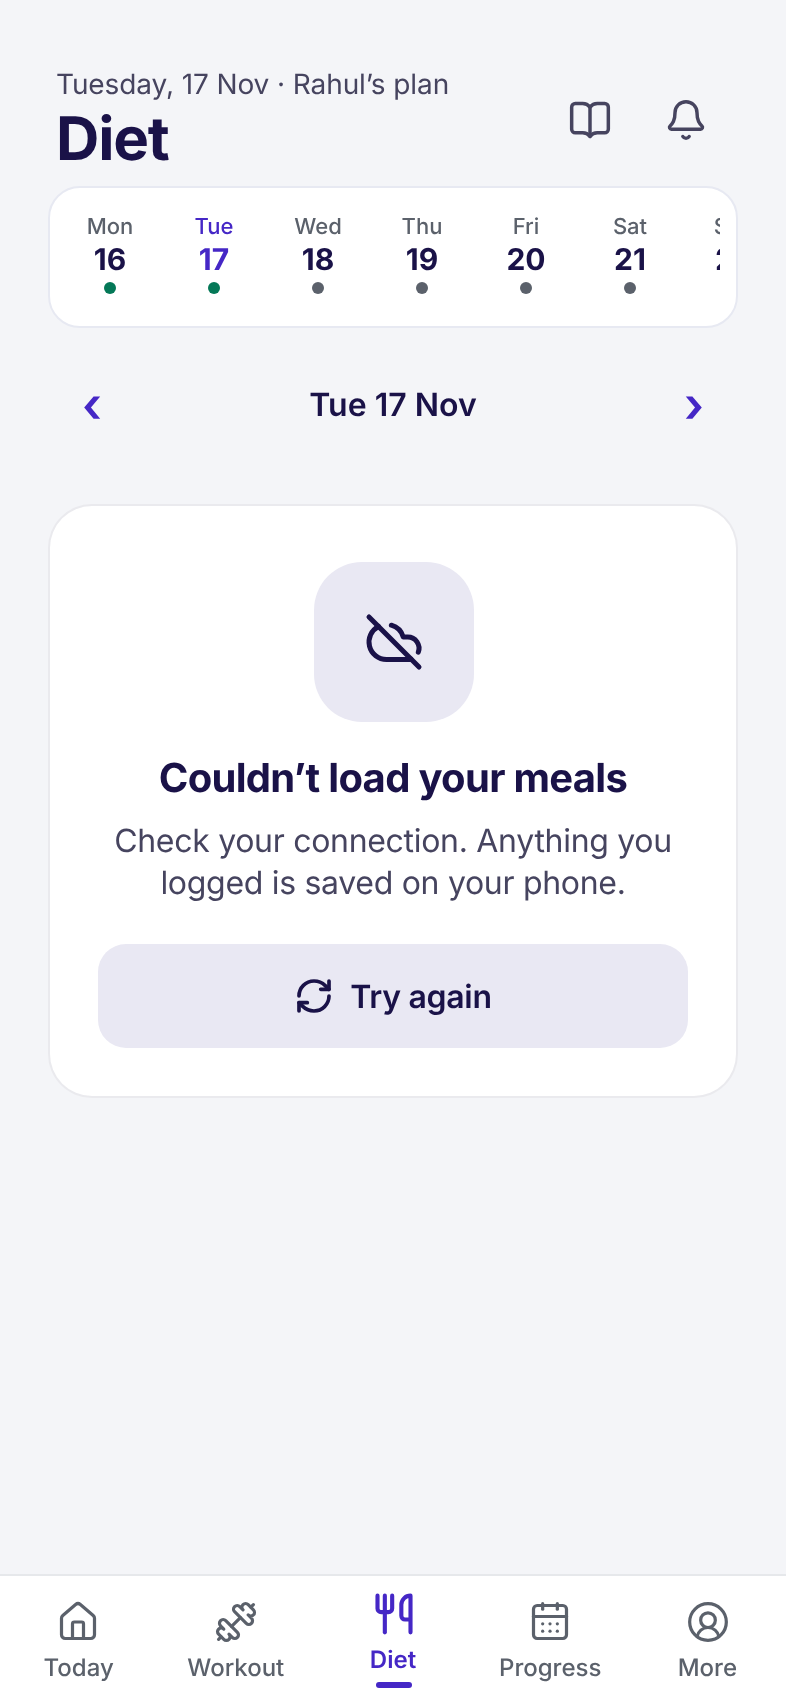 Tuesday, 17 Nov · Rahul’s plan
Diet
Mon Tue Wed Thu Fri Sat
16 17 18 19 20 21
‹ Tue 17 Nov ›
Couldn’t load your meals
Check your connection. Anything you
logged is saved on your phone.
Try again
Today Workout Diet Progress More